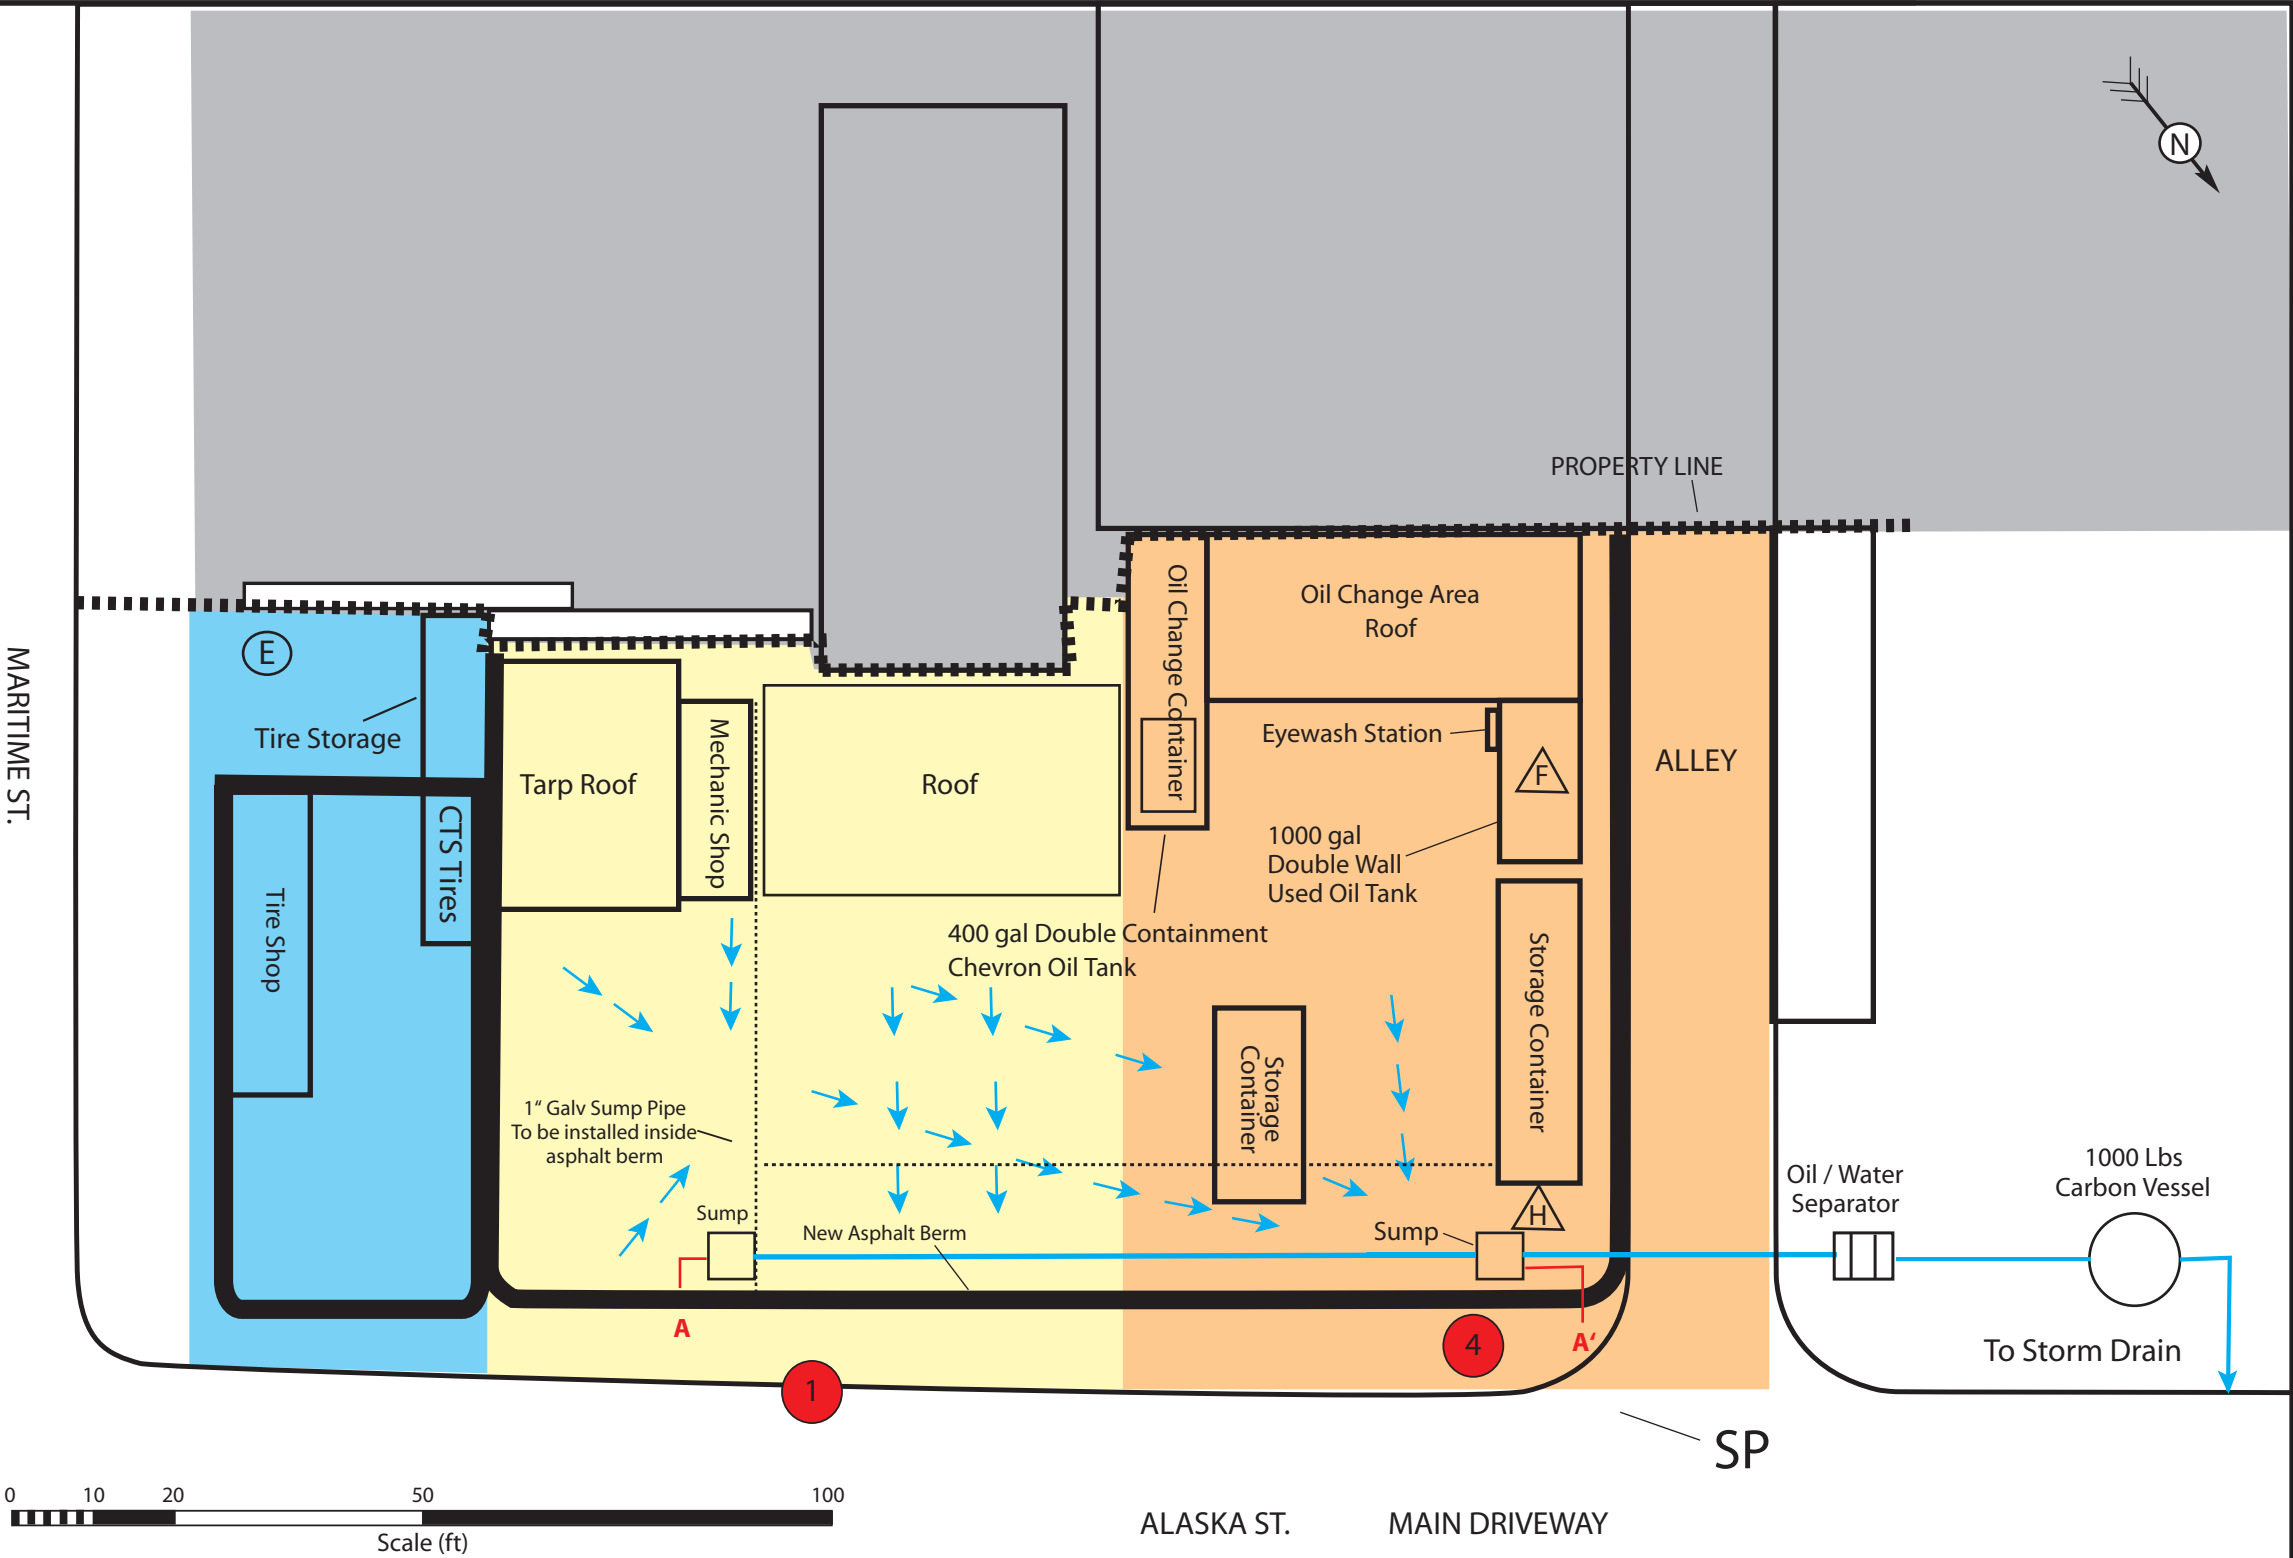 N
PROPERTY LINE
Oil Change Container
Oil Change Area
Roof
E
Tire Storage
MARITIME ST.
Tarp Roof
Mechanic Shop
Roof
Eyewash Station
F
ALLEY
CTS Tires
Tire Shop
1000 gal
Double Wall
Used Oil Tank
400 gal Double Containment
Chevron Oil Tank
Storage Container
Storage
Container
1“ Galv Sump Pipe
To be installed inside
asphalt berm
Oil / Water
Separator
1000 Lbs
Carbon Vessel
Sump
New Asphalt Berm
Sump
H
A
4
A‘
To Storm Drain
1
SP
0 10 20 50 100
Scale (ft)
ALASKA ST. MAIN DRIVEWAY